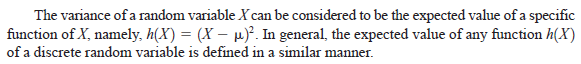 The variance of a random variable X can be considered to be the expected value of a specific
function of X, namely, h(X) = (X − μ)². In general, the expected value of any function h(X)
of a discrete random variable is defined in a similar manner.